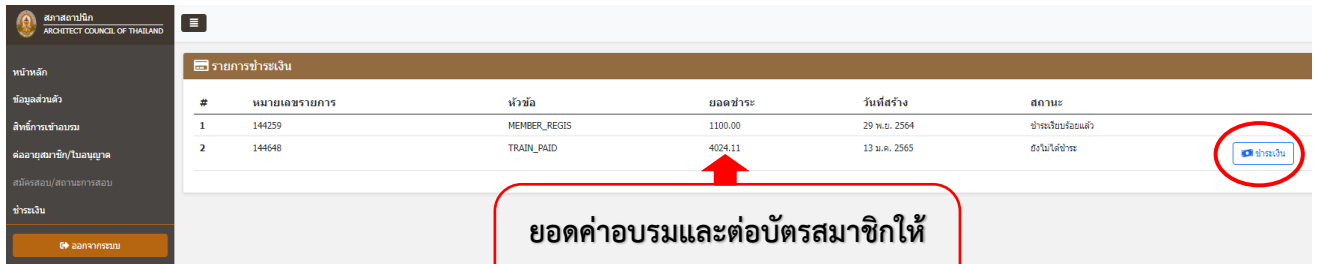 สภาสถาปนิก
ARCHITECT COUNCIL OF THAILAND
หน้าหลัก
ข้อมูลส่วนตัว
สิทธิ์การเข้าอบรม
ต่ออายุสมาชิก/ใบอนุญาต
สมัครสอบ/สถานะการสอบ
ชำระเงิน
ออกจากระบบ
รายการชำระเงิน
# หมายเลขรายการ หัวข้อ ยอดชำระ วันที่สร้าง สถานะ
1 144259 MEMBER_REGIS 1100.00 29 พ.ย. 2564 ชำระเรียบร้อยแล้ว
2 144648 TRAIN_PAID 4024.11 13 ม.ค. 2565 ยังไม่ได้ชำระ ชำระเงิน
ยอดค่าอบรมและต่อบัตรสมาชิกให้